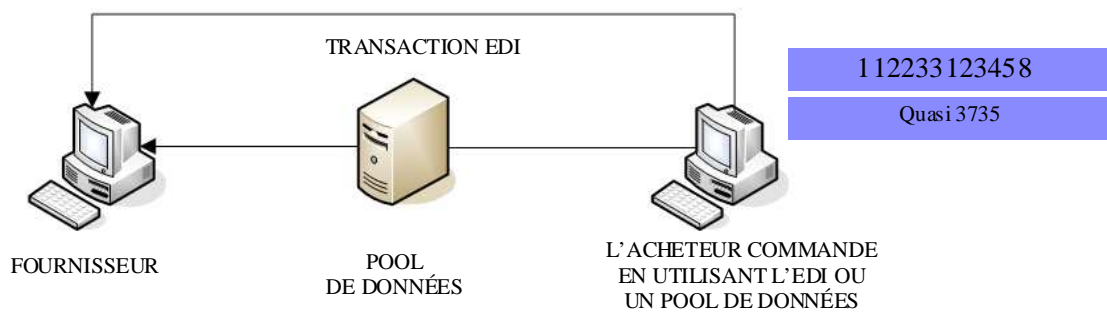 TRANSACTION EDI
112233123458
Quasi 3735
FOURNISSEUR
POOL
DE DONNÉES
L'ACHETEUR COMMANDE
EN UTILISANT L'EDI OU
UN POOL DE DONNÉES